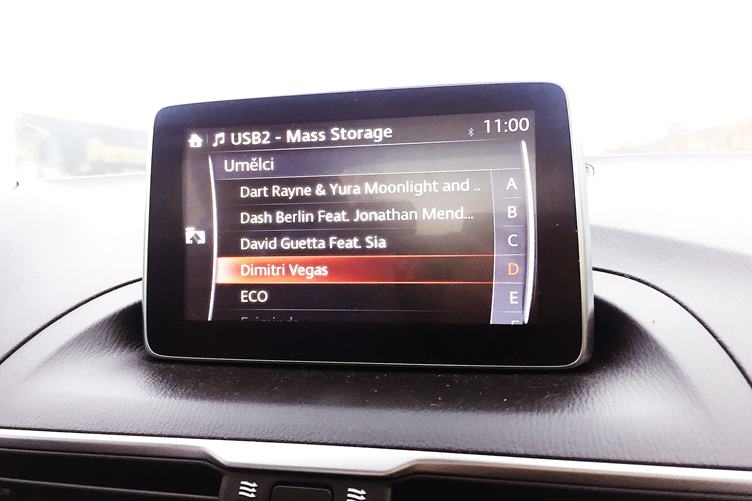 USB2 - Mass Storage 11:00
Umělci
Dart Rayne & Yura Moonlight and .. A
Dash Berlin Feat. Jonathan Mend... B
David Guetta Feat. Sia C
Dimitri Vegas D
ECO E